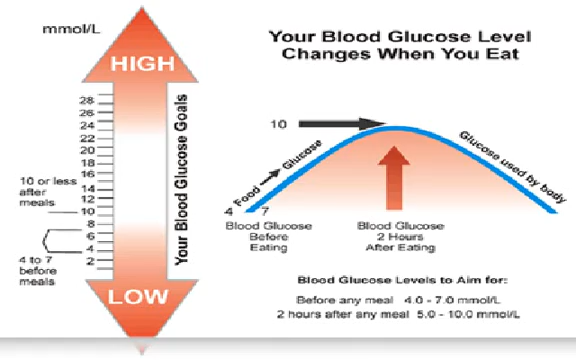 mmol/L
HIGH
28
26
24
22
20
18
16
14
12
10
8
6
4
2
10 or less
after
meals
4 to 7
before
meals
Your Blood Glucose Goals
LOW
Your Blood Glucose Level
Changes When You Eat
10
Food → Glucose
Glucose used by body
4 7
Blood Glucose
Before
Eating
Blood Glucose
2 Hours
After Eating
Blood Glucose Levels to Aim for:
Before any meal 4.0 - 7.0 mmol/L
2 hours after any meal 5.0 - 10.0 mmol/L